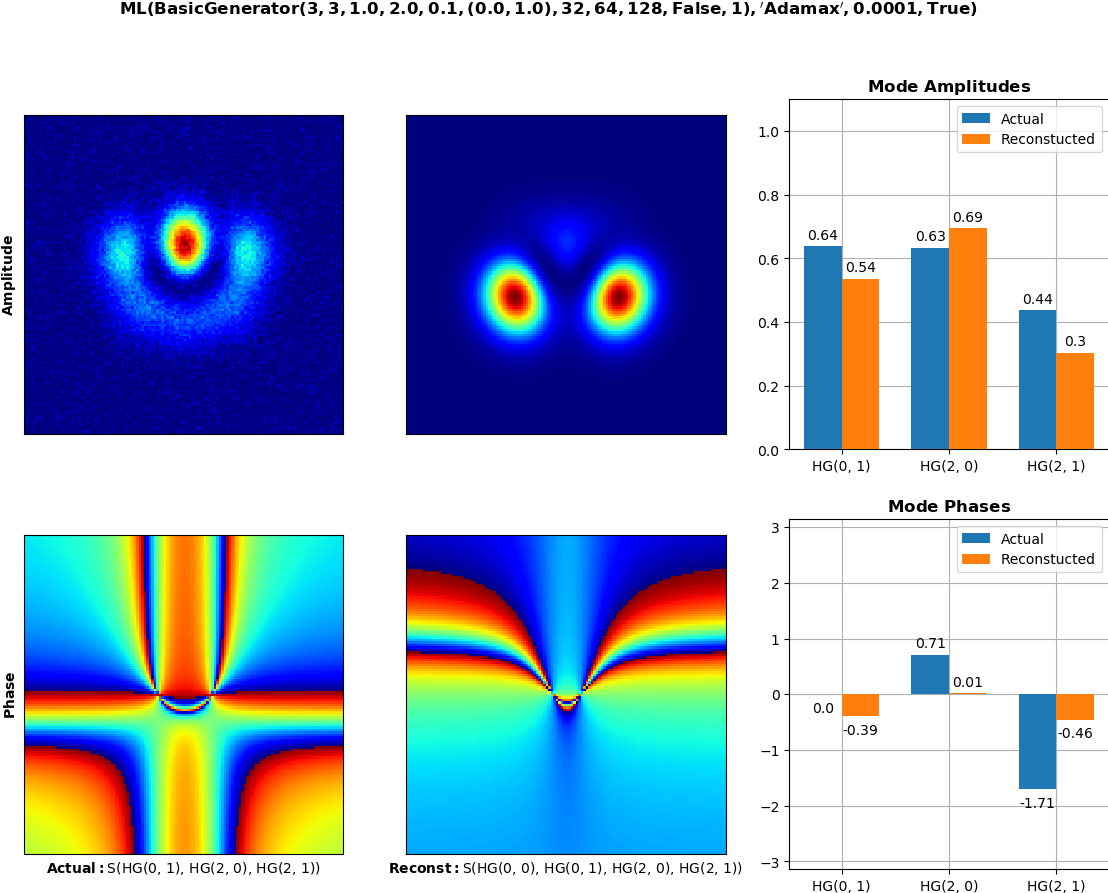 ML(BasicGenerator(3, 3, 1.0, 2.0, 0.1, (0.0, 1.0), 32, 64, 128, False, 1), ′Adamax′, 0.0001, True)
Amplitude
Mode Amplitudes
Actual
Reconstucted
1.0
0.8
0.6
0.4
0.2
0.0
0.64
0.54
0.63
0.69
0.44
0.3
HG(0, 1)
HG(2, 0)
HG(2, 1)
Phase
Actual: S(HG(0, 1), HG(2, 0), HG(2, 1))
Reconst: S(HG(0, 0), HG(0, 1), HG(2, 0), HG(2, 1))
Mode Phases
Actual
Reconstucted
3
2
1
0
−1
−2
−3
0.0
-0.39
0.71
0.01
-1.71
-0.46
HG(0, 1)
HG(2, 0)
HG(2, 1)